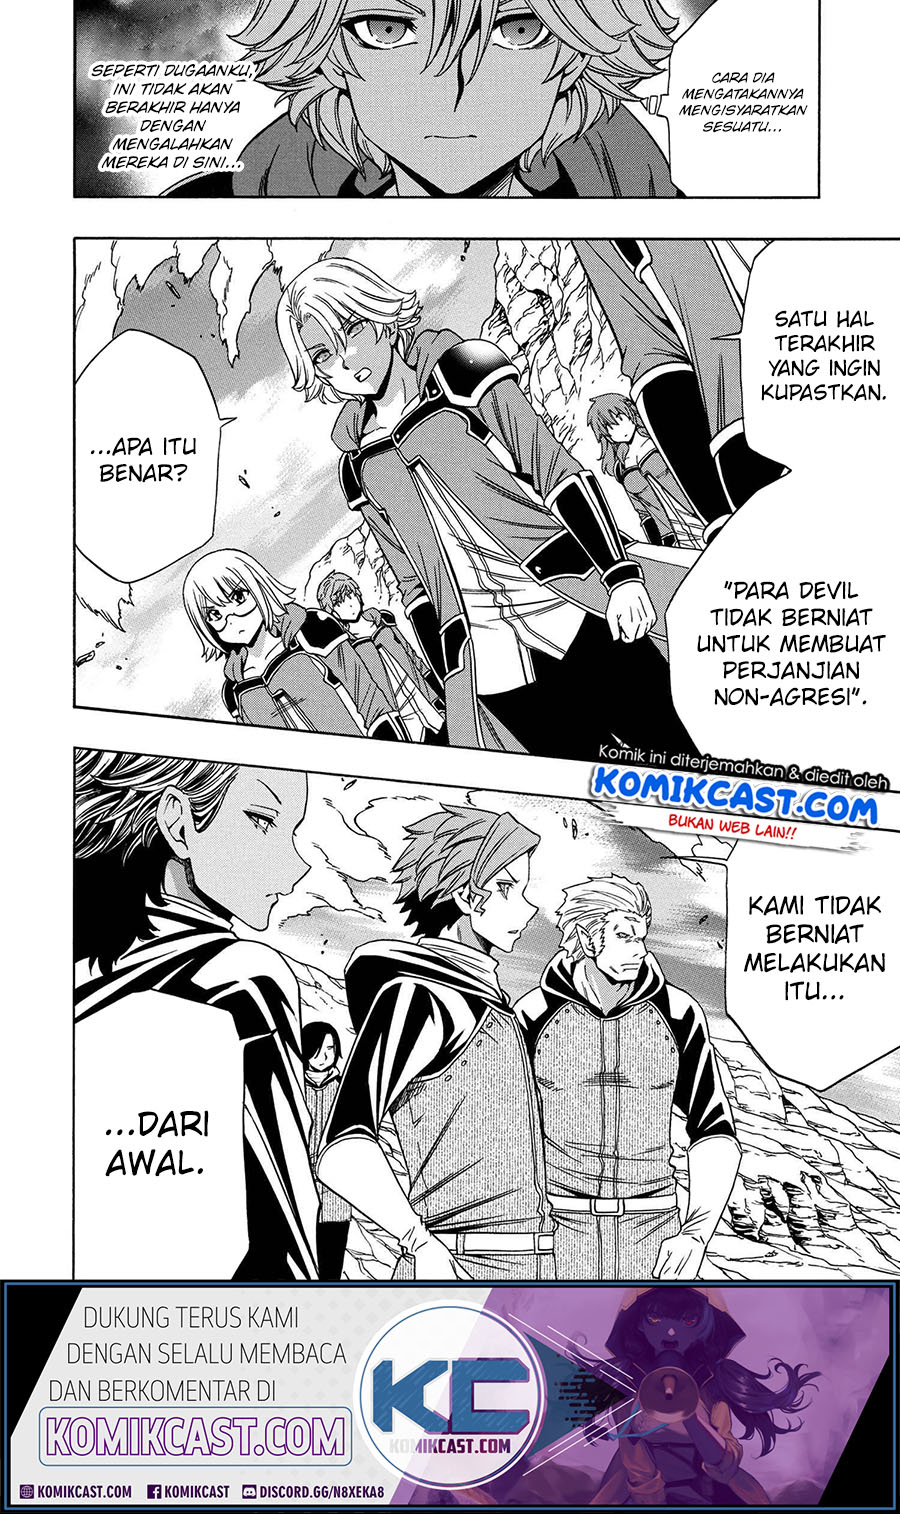 CARA DIA
MENGATAKANNYA
MENGISYARATKAN
SESUATU...
SEPERTI DUGAANKU,
INI TIDAK AKAN
BERAKHIR HANYA
DENGAN
MENGALAHKAN
MEREKA DI SINI...
SATU HAL
TERAKHIR
YANG INGIN
KUPASTKAN.
...APA ITU
BENAR?
"PARA DEVIL
TIDAK BERNIAT
UNTUK MEMBUAT
PERJANJIAN
NON-AGRESI".
Komik ini diterjemahkan & diedit oleh
KOMIKCAST.COM
BUKAN WEB LAIN!!
KAMI TIDAK
BERNIAT
MELAKUKAN
ITU...
...DARI
AWAL.
DUKUNG TERUS KAMI
DENGAN SELALU MEMBACA
DAN BERKOMENTAR DI
KOMIKCAST.COM
KC
KOMIKCAST.COM
KOMIKCAST.COM KOMIKCAST DISCORD.GG/N8XEKA8